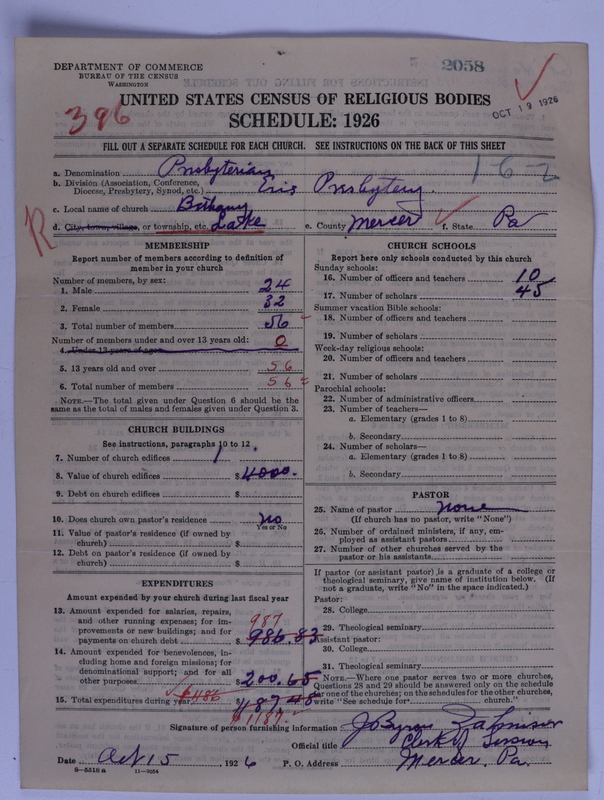 2058
DEPARTMENT OF COMMERCE
BUREAU OF THE CENSUS
WASHINGTON
OCT 19 1926
UNITED STATES CENSUS OF RELIGIOUS BODIES
396
SCHEDULE: 1926
FILL OUT A SEPARATE SCHEDULE FOR EACH CHURCH. SEE INSTRUCTIONS ON THE BACK OF THIS SHEET
a. Denomination Presbyterian
1-6-2
b. Division (Association, Conference,
Diocese, Presbytery, Synod, etc.) Erie Presbytery
c. Local name of church Bethany
R
d. City, town, village, or township, etc. Lake e. County Mercer f. State Pa
MEMBERSHIP
Report number of members according to definition of
member in your church
Number of members, by sex:
1. Male 24
2. Female 32
3. Total number of members 56
Number of members under and over 13 years old: 0
4. Under 13 years of age
5. 13 years old and over 56
6. Total number of members 56
NOTE.—The total given under Question 6 should be the
same as the total of males and females given under Question 3.
CHURCH BUILDINGS
See instructions, paragraphs 10 to 12
7. Number of church edifices 1
8. Value of church edifices $ 4000.
9. Debt on church edifices $
10. Does church own pastor's residence No
Yes or No
11. Value of pastor's residence (if owned by
church) $
12. Debt on pastor's residence (if owned by
church) $
EXPENDITURES
Amount expended by your church during last fiscal year
13. Amount expended for salaries, repairs,
and other running expenses; for im-
provements or new buildings; and for
payments on church debt $ 986.83
987
14. Amount expended for benevolences, in-
cluding home and foreign missions; for
denominational support; and for all
other purposes $ 200.65
$486
15. Total expenditures during year 1187.48
$1187.
CHURCH SCHOOLS
Report here only schools conducted by this church
Sunday schools:
16. Number of officers and teachers 10
17. Number of scholars 45
Summer vacation Bible schools:
18. Number of officers and teachers
19. Number of scholars
Week-day religious schools:
20. Number of officers and teachers
21. Number of scholars
Parochial schools:
22. Number of administrative officers
23. Number of teachers—
a. Elementary (grades 1 to 8)
b. Secondary
24. Number of scholars—
a. Elementary (grades 1 to 8)
b. Secondary
PASTOR
25. Name of pastor none
(If church has no pastor, write "None")
26. Number of ordained ministers, if any, em-
ployed as assistant pastors
27. Number of other churches served by the
pastor or his assistants
If pastor (or assistant pastor) is a graduate of a college or
theological seminary, give name of institution below. (If
not a graduate, write "No" in the space indicated.)
Pastor:
28. College
29. Theological seminary
Assistant pastor:
30. College
31. Theological seminary
NOTE.—Where one pastor serves two or more churches,
Questions 28 and 29 should be answered only on the schedule
for one of the churches; on the schedules for the other churches,
write "See schedule for church."
Signature of person furnishing information J Byron
Official title Clerk of Session
Date Oct 15, 1926 P. O. Address Mercer, Pa.
8—5518 a 11—9054